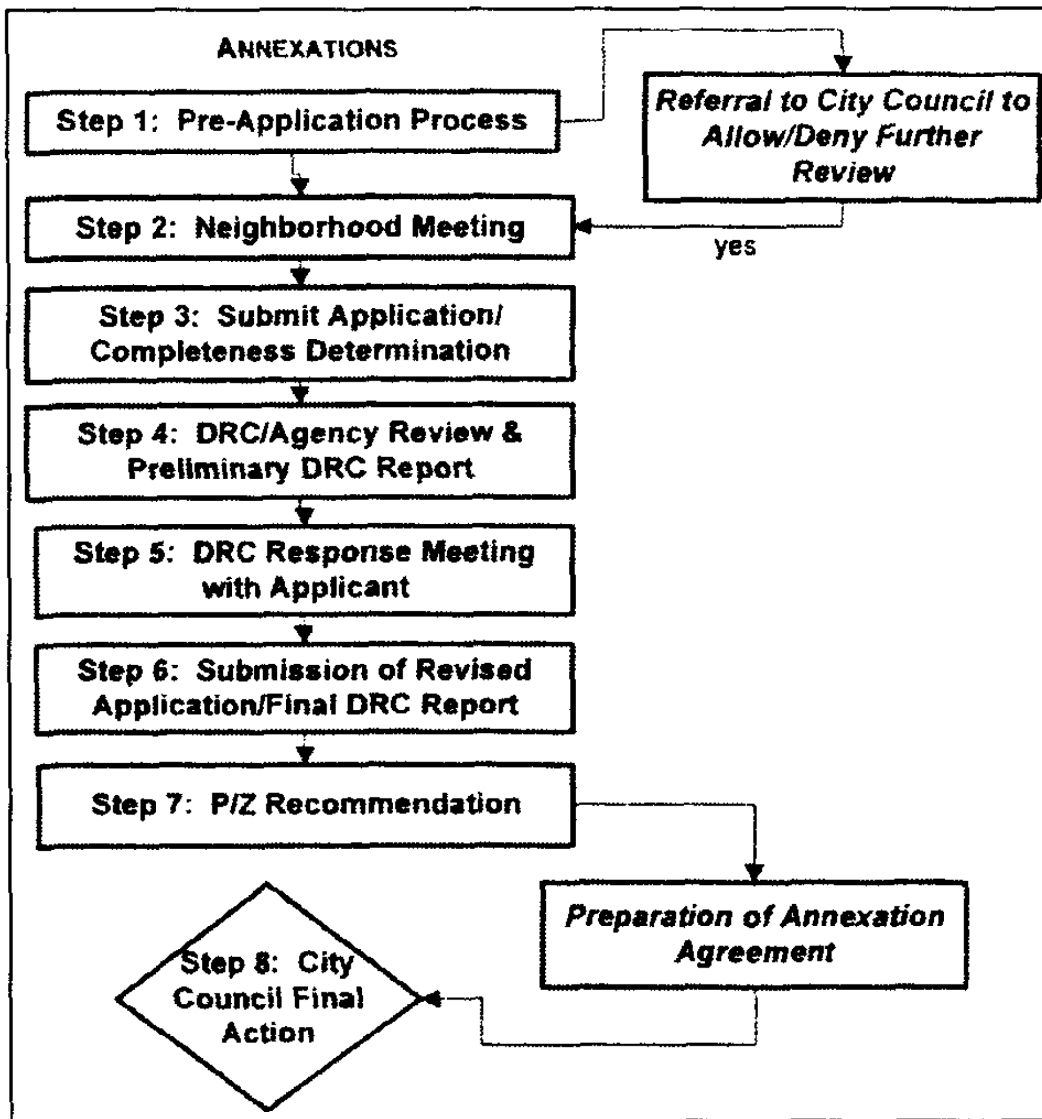 ANNEXATIONS
Step 1: Pre-Application Process
Referral to City Council to
Allow/Deny Further
Review
yes
Step 2: Neighborhood Meeting
Step 3: Submit Application/
Completeness Determination
Step 4: DRC/Agency Review &
Preliminary DRC Report
Step 5: DRC Response Meeting
with Applicant
Step 6: Submission of Revised
Application/Final DRC Report
Step 7: P/Z Recommendation
Preparation of Annexation
Agreement
Step 8: City
Council Final
Action